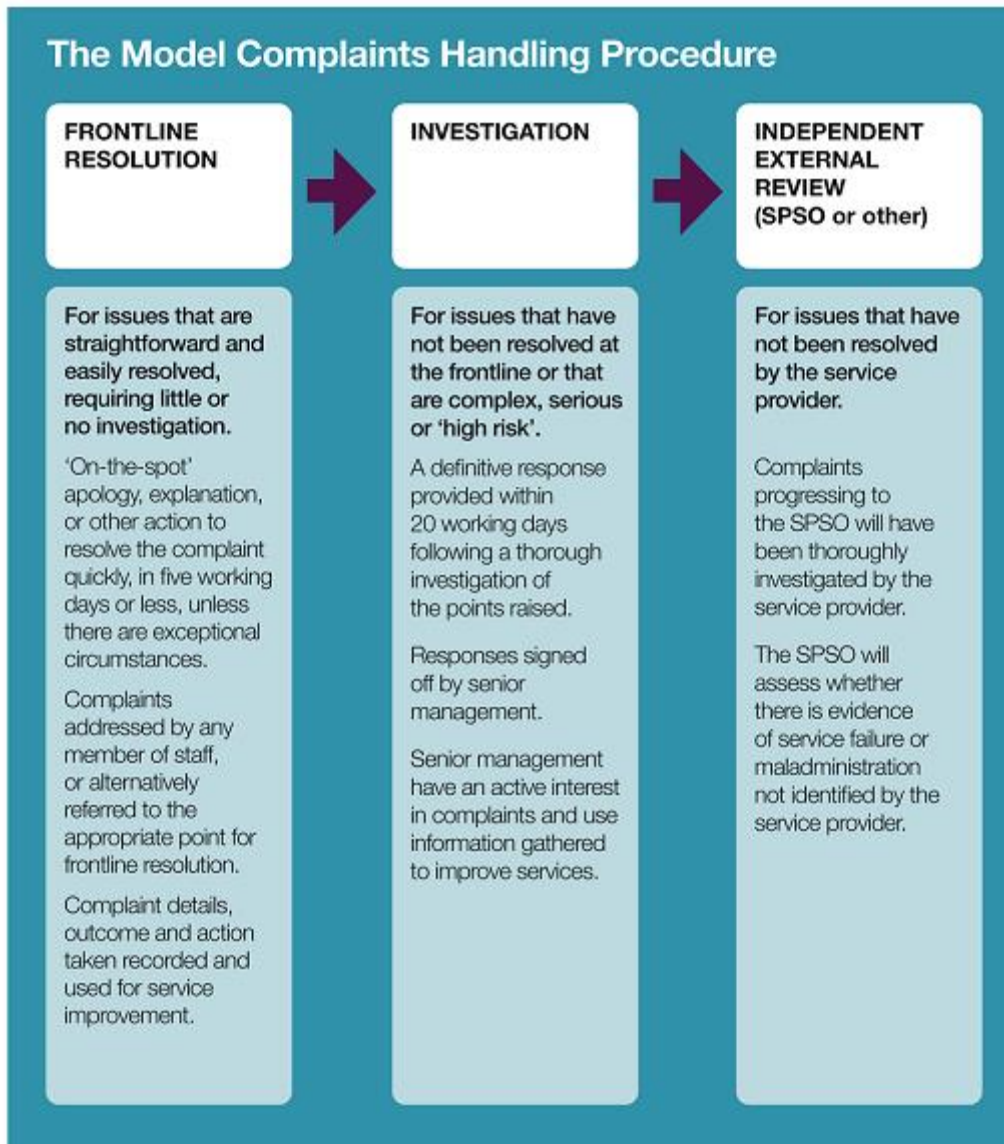 The Model Complaints Handling Procedure
FRONTLINE
RESOLUTION
For issues that are
straightforward and
easily resolved,
requiring little or
no investigation.
‘On-the-spot’
apology, explanation,
or other action to
resolve the complaint
quickly, in five working
days or less, unless
there are exceptional
circumstances.
Complaints
addressed by any
member of staff,
or alternatively
referred to the
appropriate point for
frontline resolution.
Complaint details,
outcome and action
taken recorded and
used for service
improvement.
INVESTIGATION
For issues that have
not been resolved at
the frontline or that
are complex, serious
or ‘high risk’.
A definitive response
provided within
20 working days
following a thorough
investigation of
the points raised.
Responses signed
off by senior
management.
Senior management
have an active interest
in complaints and use
information gathered
to improve services.
INDEPENDENT
EXTERNAL
REVIEW
(SPSO or other)
For issues that have
not been resolved
by the service
provider.
Complaints
progressing to
the SPSO will have
been thoroughly
investigated by the
service provider.
The SPSO will
assess whether
there is evidence
of service failure or
maladministration
not identified by the
service provider.